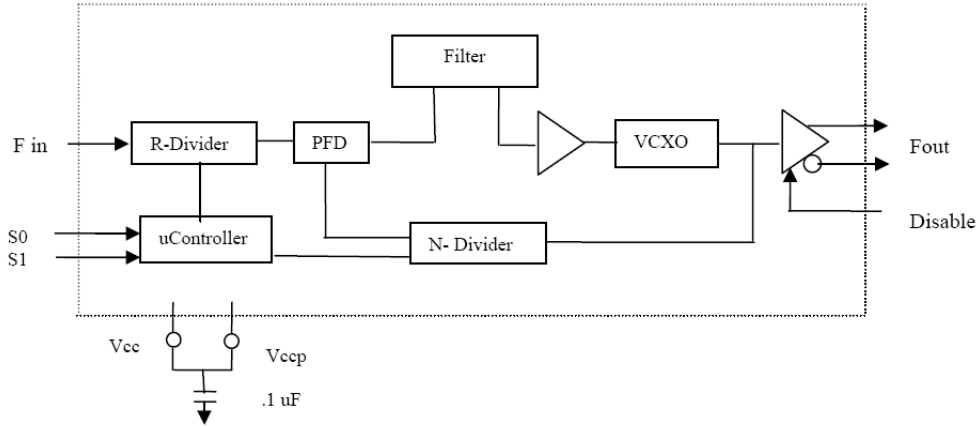 Filter
F in
R-Divider
PFD
VCXO
Fout
S0
S1
uController
N- Divider
Disable
Vcc
Vccp
.1 uF